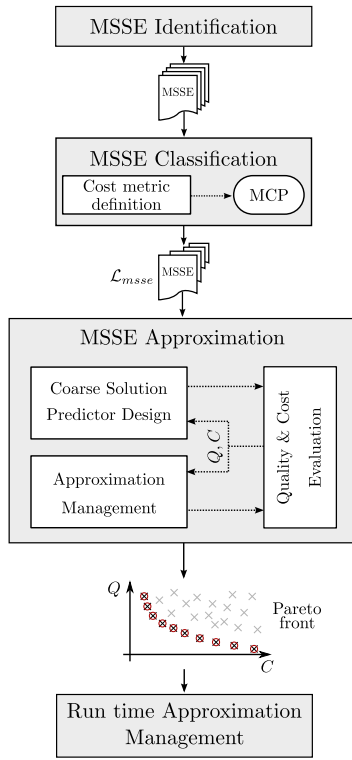 MSSE Identification
MSSE
MSSE Classification
Cost metric
definition
MCP
ℒmsse
MSSE
MSSE Approximation
Coarse Solution
Predictor Design
Q, C
Quality & Cost
Evaluation
Approximation
Management
Q
Pareto
front
C
Run time Approximation
Management